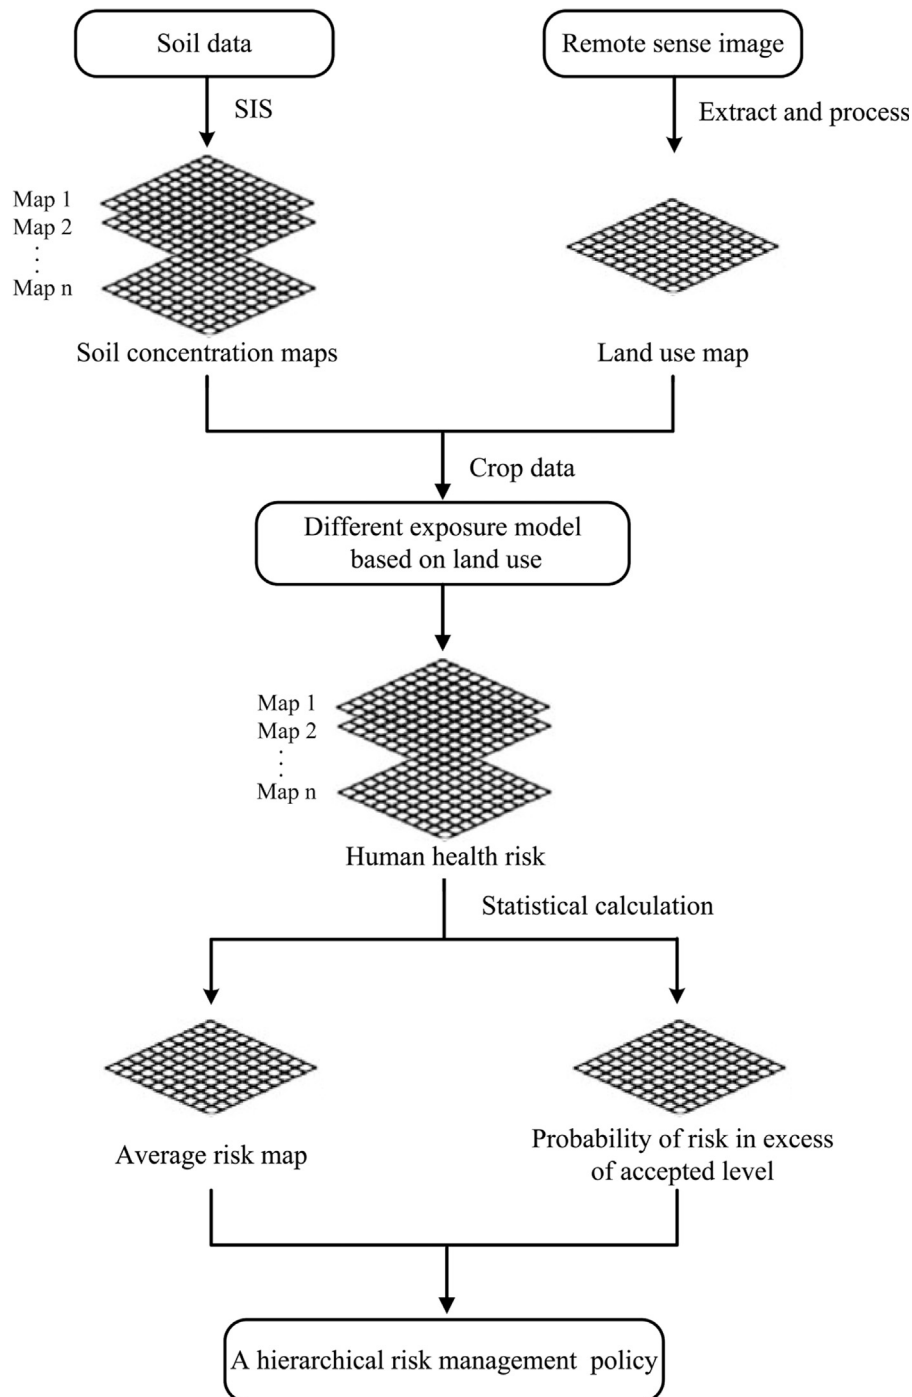 Soil data
Remote sense image
SIS
Extract and process
Map 1
Map 2
Map n
Soil concentration maps
Land use map
Crop data
Different exposure model
based on land use
Map 1
Map 2
Map n
Human health risk
Statistical calculation
Average risk map
Probability of risk in excess
of accepted level
A hierarchical risk management policy